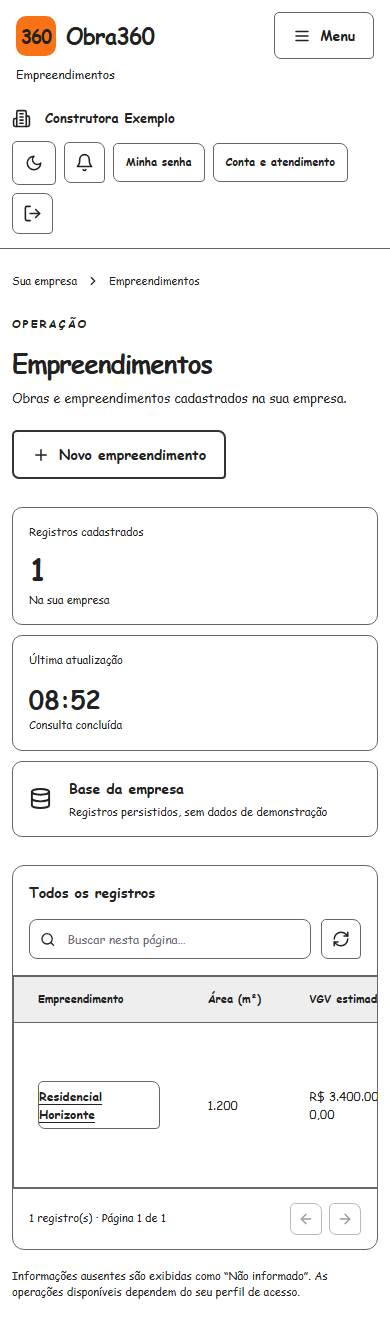 360 Obra360
Menu
Empreendimentos
Construtora Exemplo
Minha senha
Conta e atendimento
Sua empresa > Empreendimentos
OPERAÇÃO
Empreendimentos
Obras e empreendimentos cadastrados na sua empresa.
+ Novo empreendimento
Registros cadastrados
1
Na sua empresa
Última atualização
08:52
Consulta concluída
Base da empresa
Registros persistidos, sem dados de demonstração
Todos os registros
Buscar nesta página...
Empreendimento Área (m²) VGV estimad
Residencial
Horizonte
1.200
R$ 3.400.00
0,00
1 registro(s) · Página 1 de 1
Informações ausentes são exibidas como “Não informado”. As
operações disponíveis dependem do seu perfil de acesso.